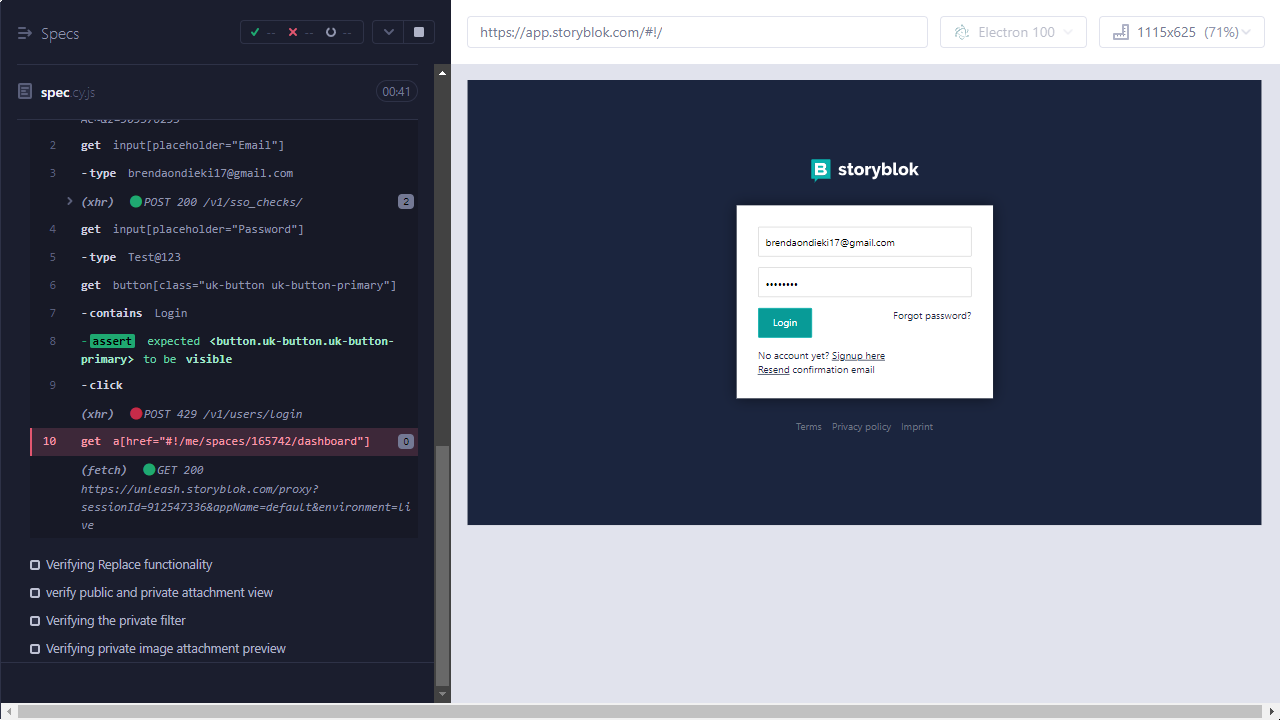 Specs
-- -- --
spec.cy.js
00:41
2 get input[placeholder="Email"]
3 -type brendaondieki17@gmail.com
(xhr) POST 200 /v1/sso_checks/ 2
4 get input[placeholder="Password"]
5 -type Test@123
6 get button[class="uk-button uk-button-primary"]
7 -contains Login
8 -assert expected <button.uk-button.uk-button-
primary> to be visible
9 -click
(xhr) POST 429 /v1/users/login
10 get a[href="#!/me/spaces/165742/dashboard"] 0
(fetch) GET 200
https://unleash.storyblok.com/proxy?
sessionId=912547336&appName=default&environment=li
ve
Verifying Replace functionality
verify public and private attachment view
Verifying the private filter
Verifying private image attachment preview
https://app.storyblok.com/#!/
Electron 100
1115x625 (71%)
B storyblok
brendaondieki17@gmail.com
••••••••
Login
Forgot password?
No account yet? Signup here
Resend confirmation email
Terms Privacy policy Imprint